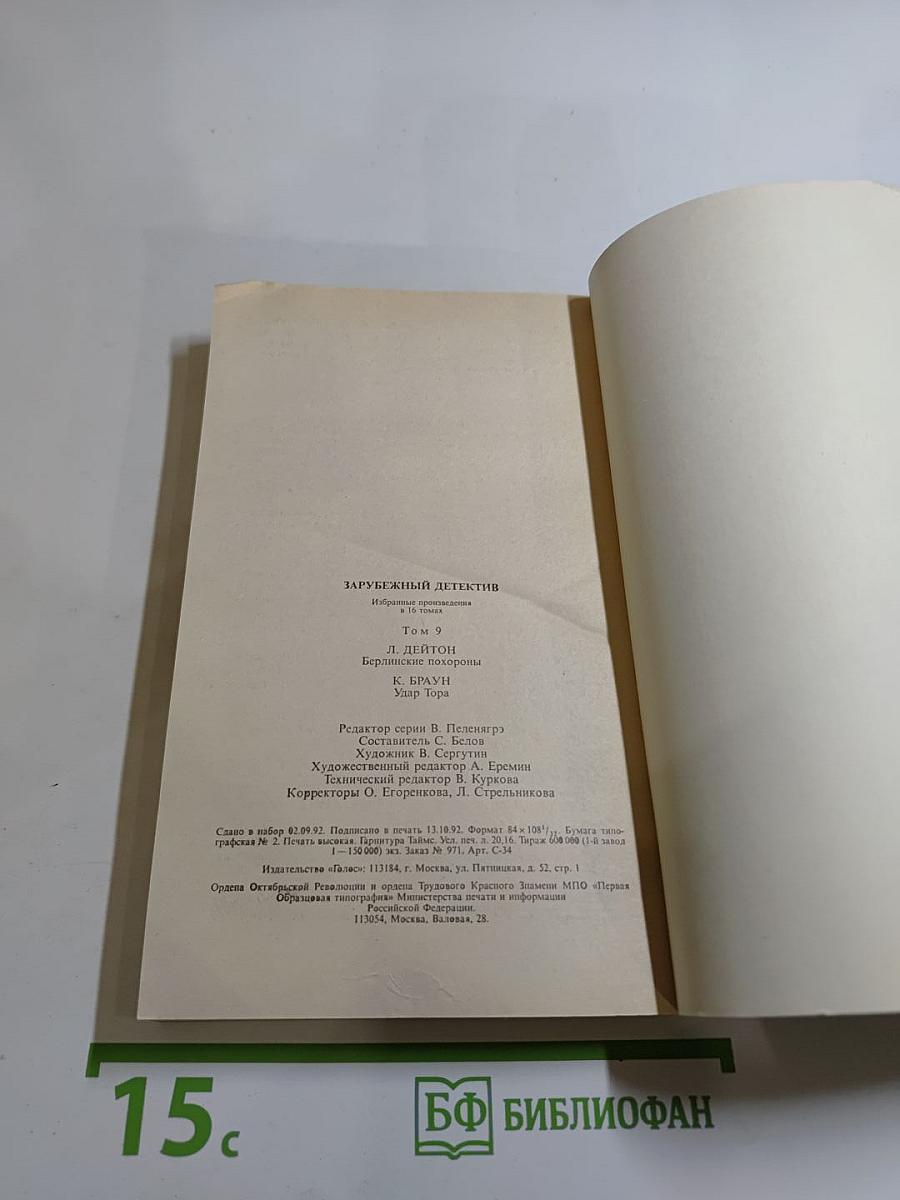 ЗАРУБЕЖНЫЙ ДЕТЕКТИВ
Избранные произведения
в 16 томах
Том 9
Л. ДЕЙТОН
Берлинские похороны
К. БРАУН
Удар Тора
Редактор серии В. Пеленягрэ
Составитель С. Белов
Художник В. Сергутин
Художественный редактор А. Еремин
Технический редактор В. Куркова
Корректоры О. Егоренкова, Л. Стрельникова
Сдано в набор 02.09.92. Подписано в печать 13.10.92. Формат 84×108¹/₃₂. Бумага типо-
графская № 2. Печать высокая. Гарнитура Таймс. Усл. печ. л. 20,16. Тираж 600 000 (1-й завод
1—150 000) экз. Заказ № 971. Арт. С-34
Издательство «Голос»: 113184, г. Москва, ул. Пятницкая, д. 52, стр. 1
Ордена Октябрьской Революции и ордена Трудового Красного Знамени МПО «Первая
Образцовая типография» Министерства печати и информации
Российской Федерации.
113054, Москва, Валовая, 28.
15 с
БФ БИБЛИОФАН